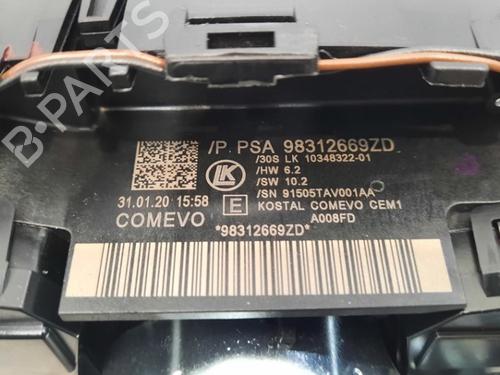 /P. PSA 98312669ZD
/30S LK 10348322-01
/HW 6.2
/SW 10.2
/SN 91505TAV001AA
KOSTAL COMEVO CEM1
A008FD
LK
E
31.01.20 15:58
COMEVO
*98312669ZD*
B-PARTS